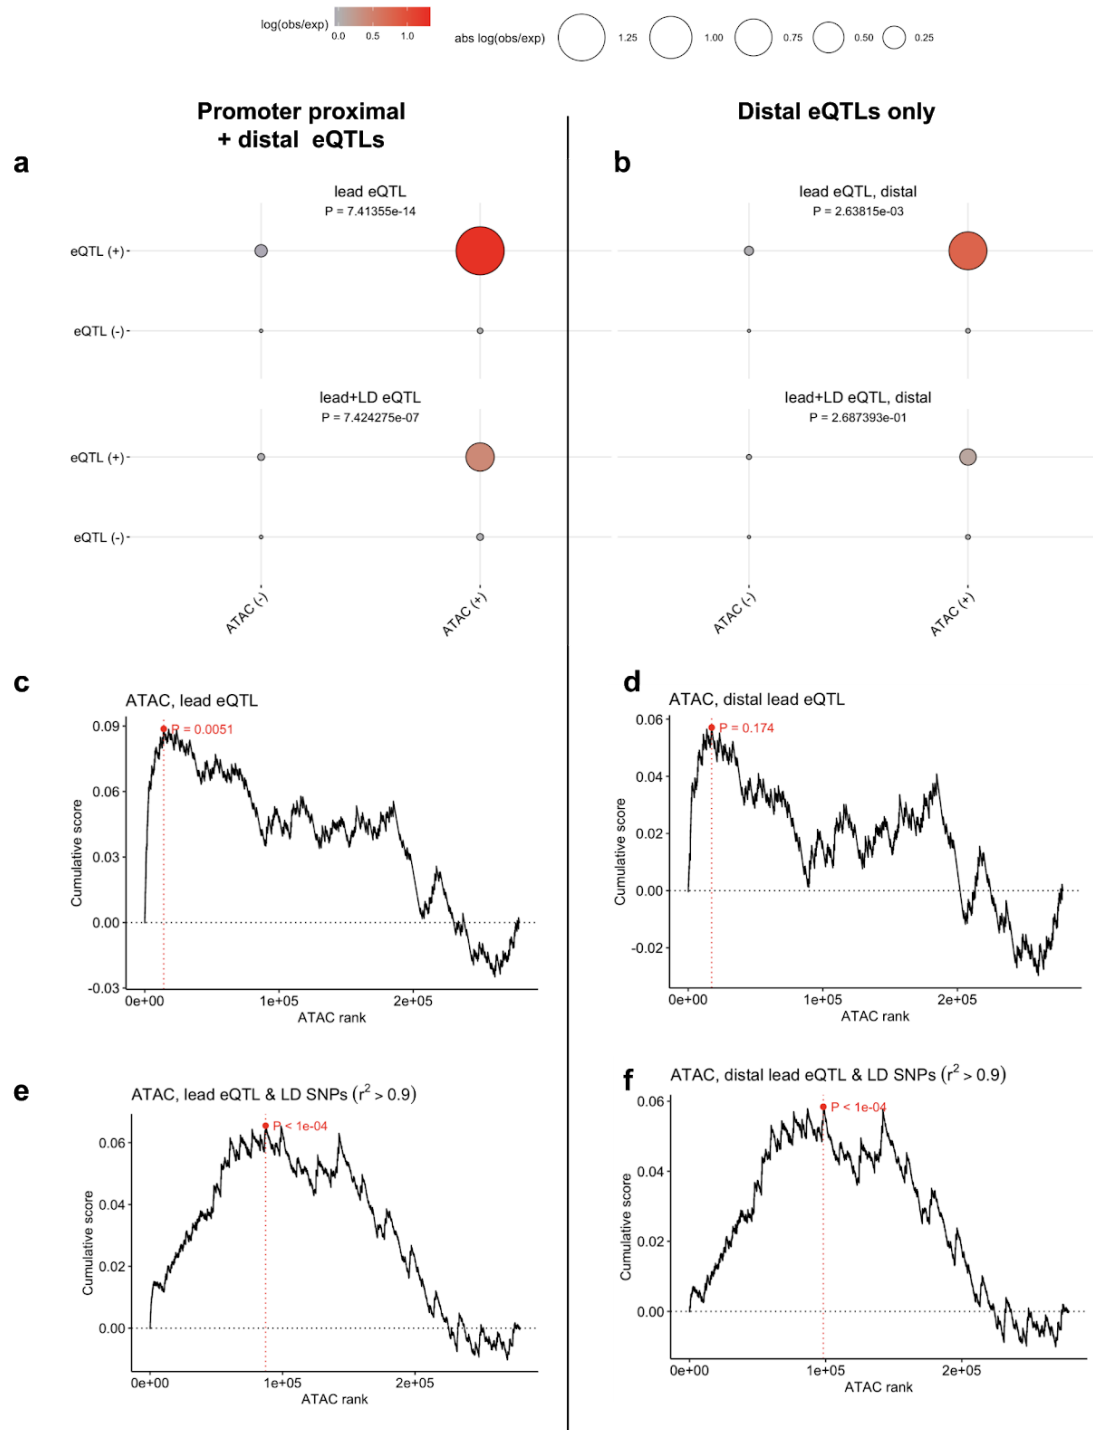 log(obs/exp)
0.0 0.5 1.0
abs log(obs/exp) 1.25 1.00 0.75 0.50 0.25
Promoter proximal
+ distal eQTLs
Distal eQTLs only
a
lead eQTL
P = 7.41355e-14
eQTL (+)
eQTL (-)
lead+LD eQTL
P = 7.424275e-07
eQTL (+)
eQTL (-)
ATAC (-) ATAC (+)
b
lead eQTL, distal
P = 2.63815e-03
lead+LD eQTL, distal
P = 2.687393e-01
ATAC (-) ATAC (+)
c
ATAC, lead eQTL
P = 0.0051
0.09
0.06
0.03
0.00
-0.03
Cumulative score
0e+00 1e+05 2e+05
ATAC rank
d
ATAC, distal lead eQTL
P = 0.174
0.06
0.04
0.02
0.00
-0.02
Cumulative score
0e+00 1e+05 2e+05
ATAC rank
e
ATAC, lead eQTL & LD SNPs (r² > 0.9)
P < 1e-04
0.06
0.04
0.02
0.00
Cumulative score
0e+00 1e+05 2e+05
ATAC rank
f
ATAC, distal lead eQTL & LD SNPs (r² > 0.9)
P < 1e-04
0.06
0.04
0.02
0.00
Cumulative score
0e+00 1e+05 2e+05
ATAC rank